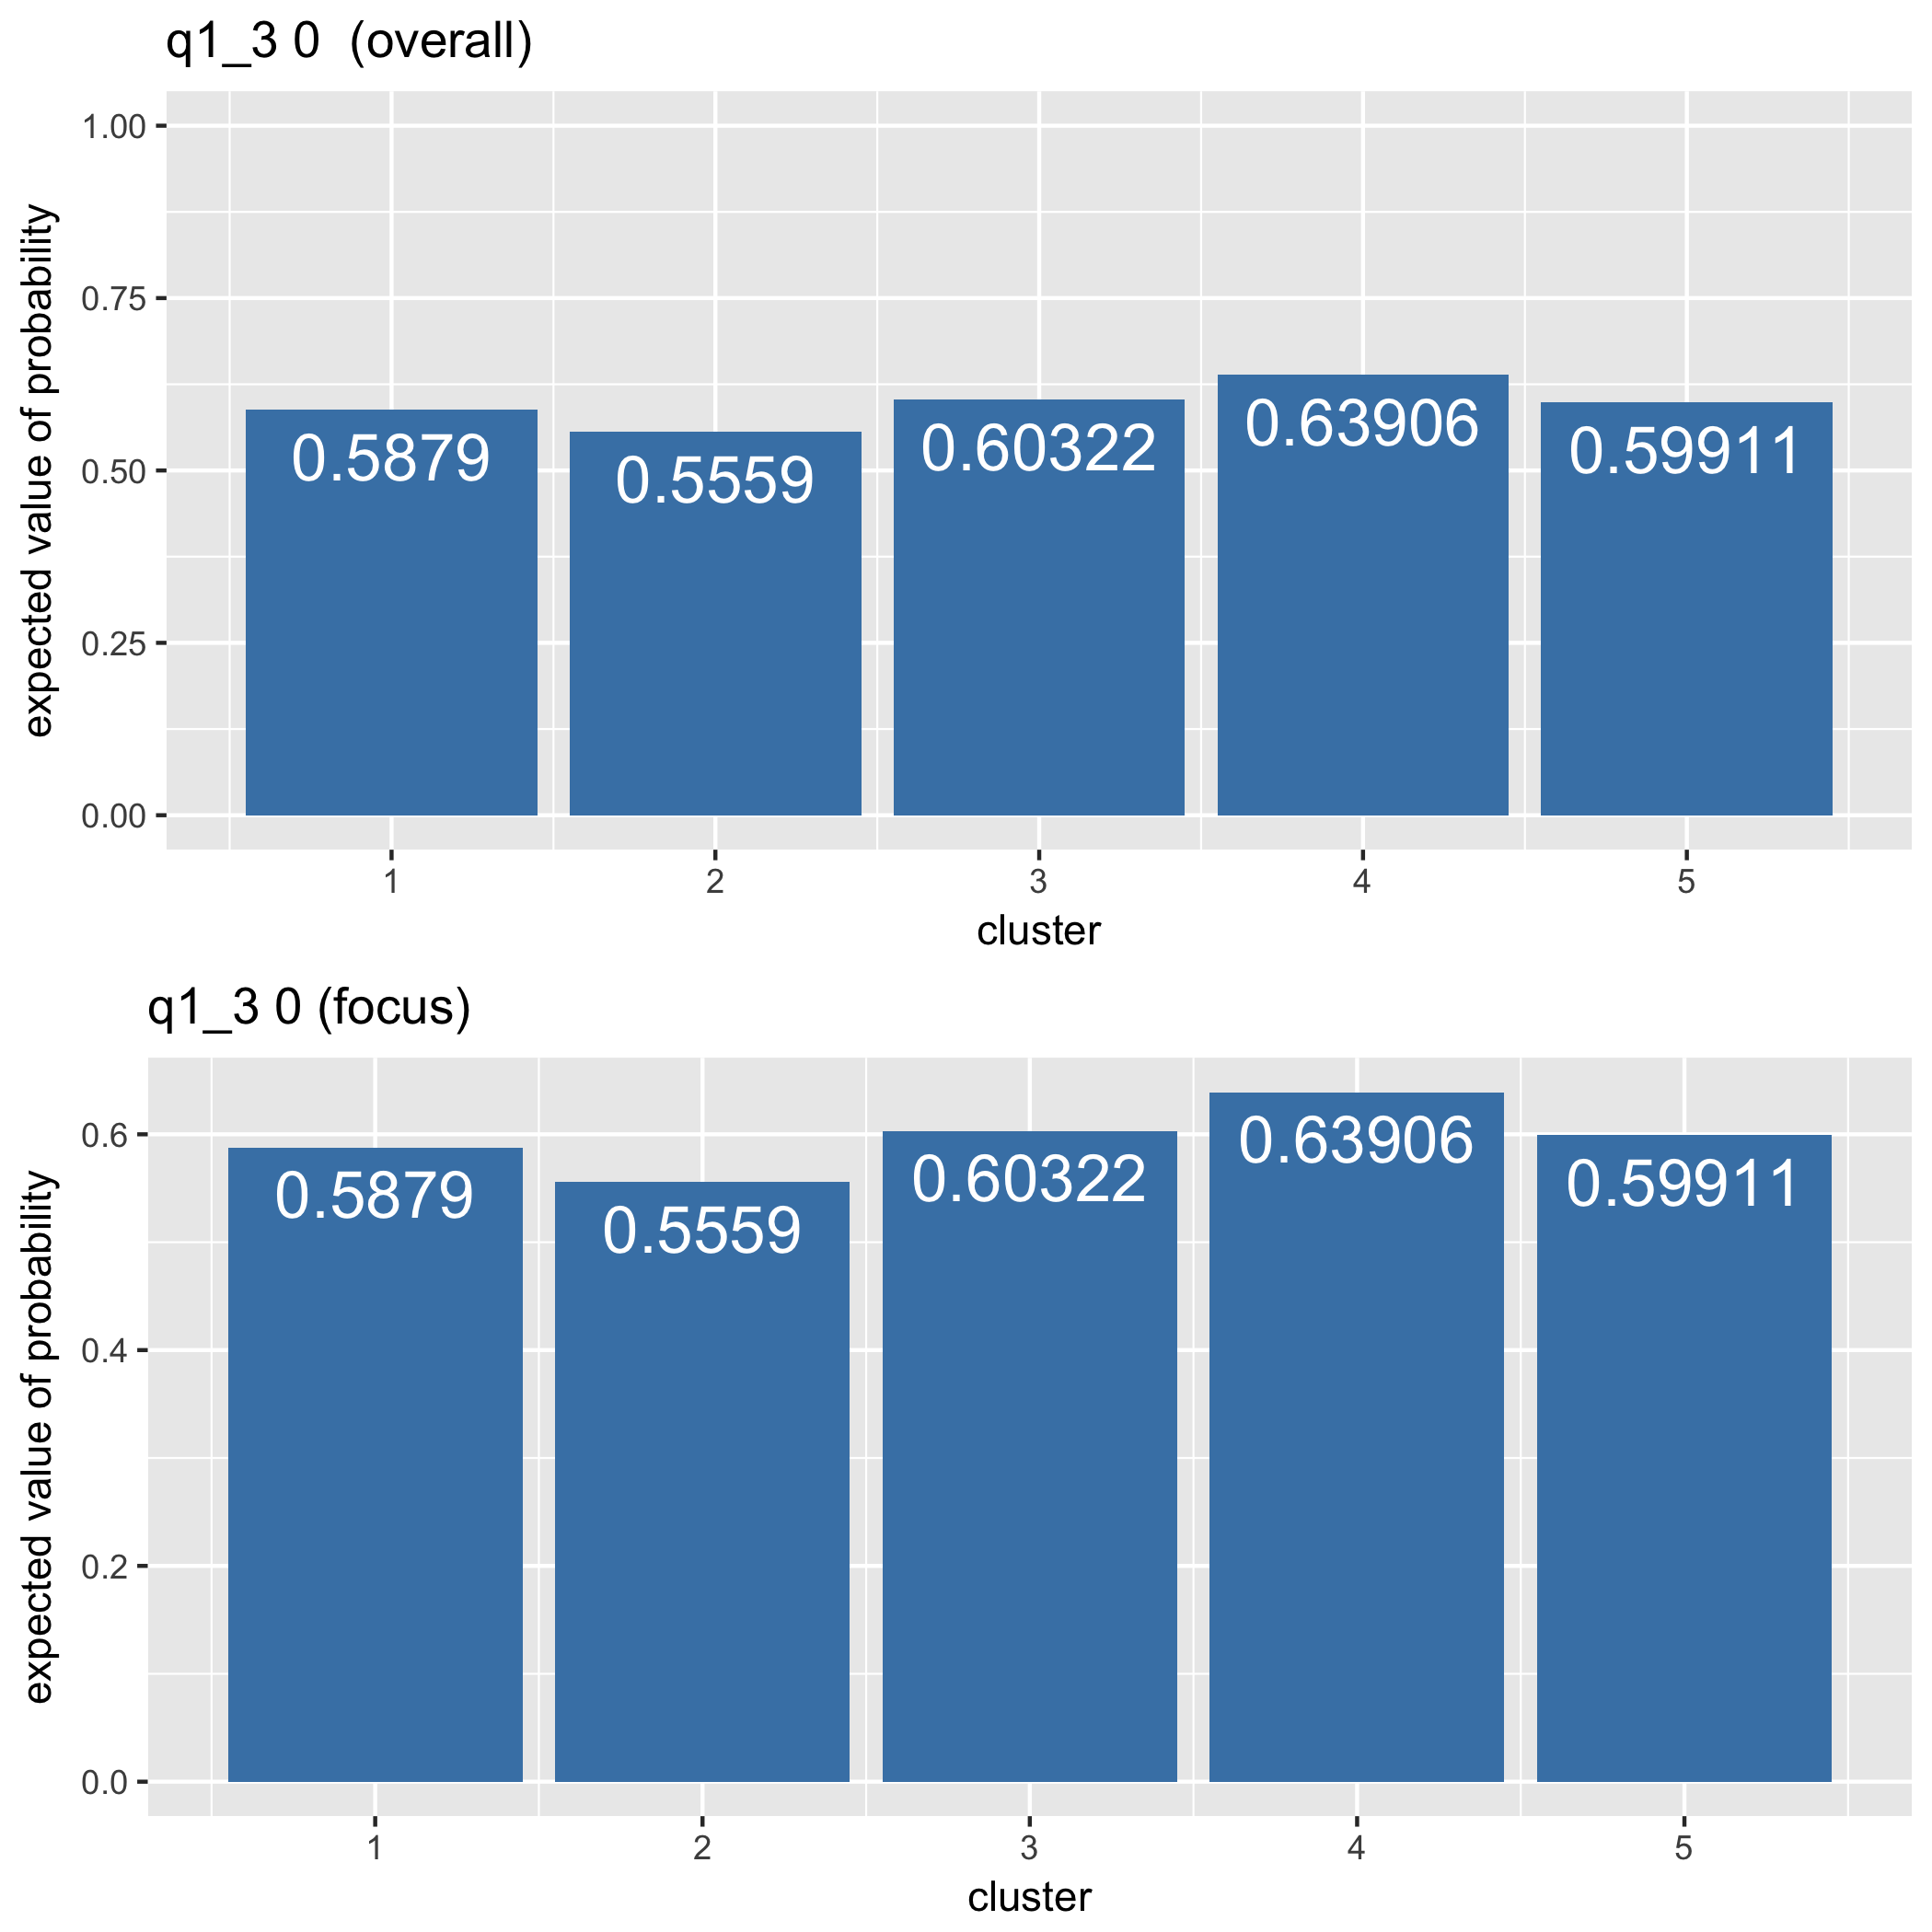 q1_3 0  (overall)
expected value of probability
1.00
0.75
0.50
0.25
0.00
0.5879
0.5559
0.60322
0.63906
0.59911
1 2 3 4 5
cluster
q1_3 0 (focus)
expected value of probability
0.6
0.4
0.2
0.0
0.5879
0.5559
0.60322
0.63906
0.59911
1 2 3 4 5
cluster